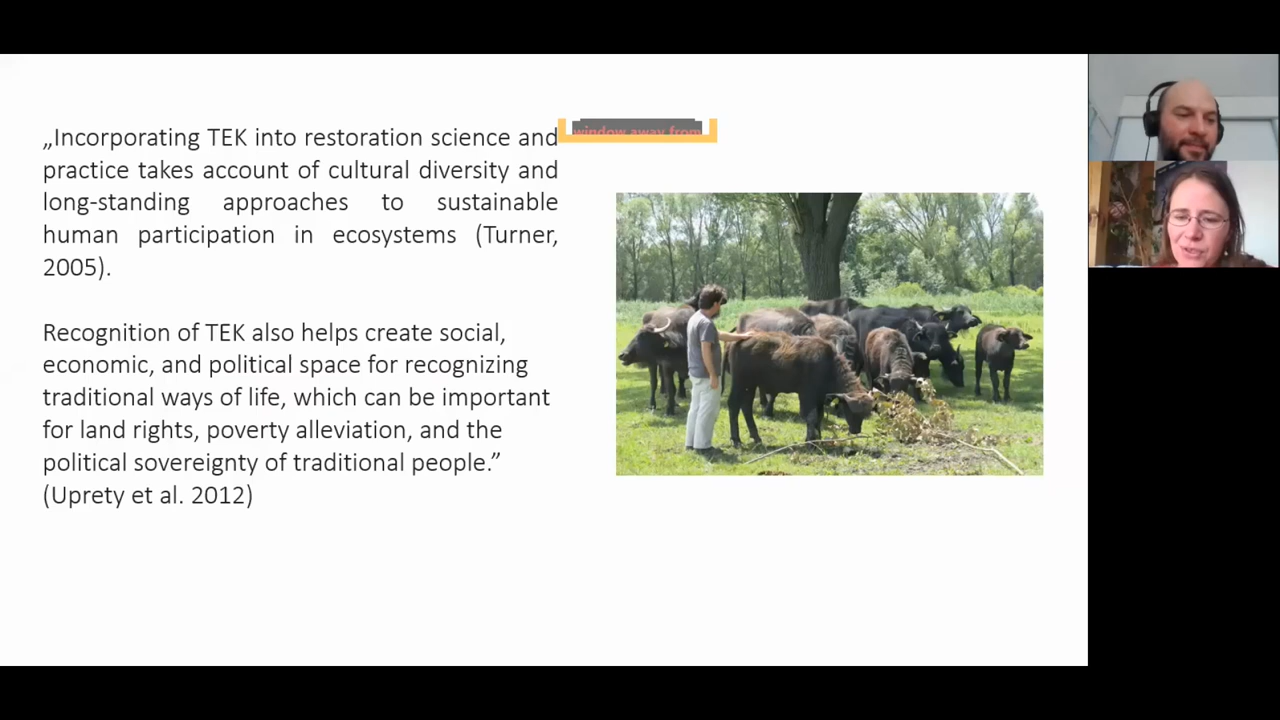 „Incorporating TEK into restoration science and
practice takes account of cultural diversity and
long-standing approaches to sustainable
human participation in ecosystems (Turner,
2005).
Recognition of TEK also helps create social,
economic, and political space for recognizing
traditional ways of life, which can be important
for land rights, poverty alleviation, and the
political sovereignty of traditional people.”
(Uprety et al. 2012)
window away from